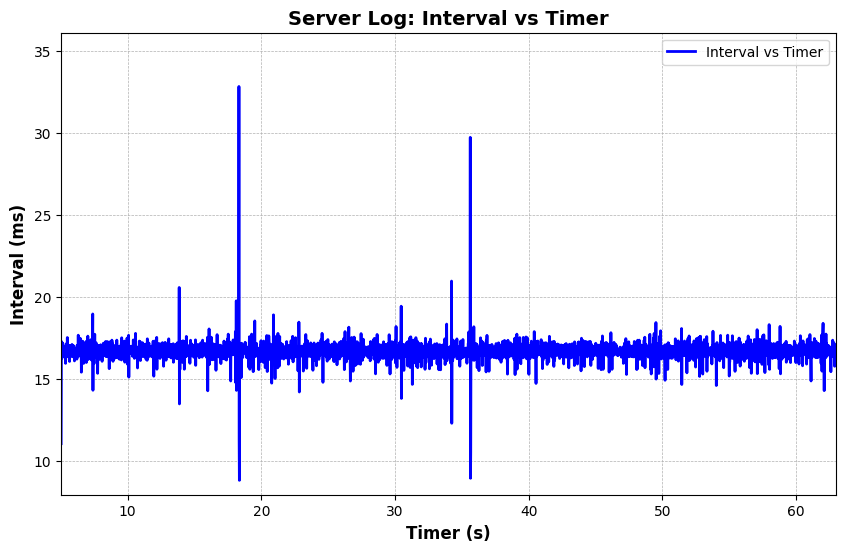 Server Log: Interval vs Timer
Interval vs Timer
35
30
25
20
15
10
Interval (ms)
10 20 30 40 50 60
Timer (s)